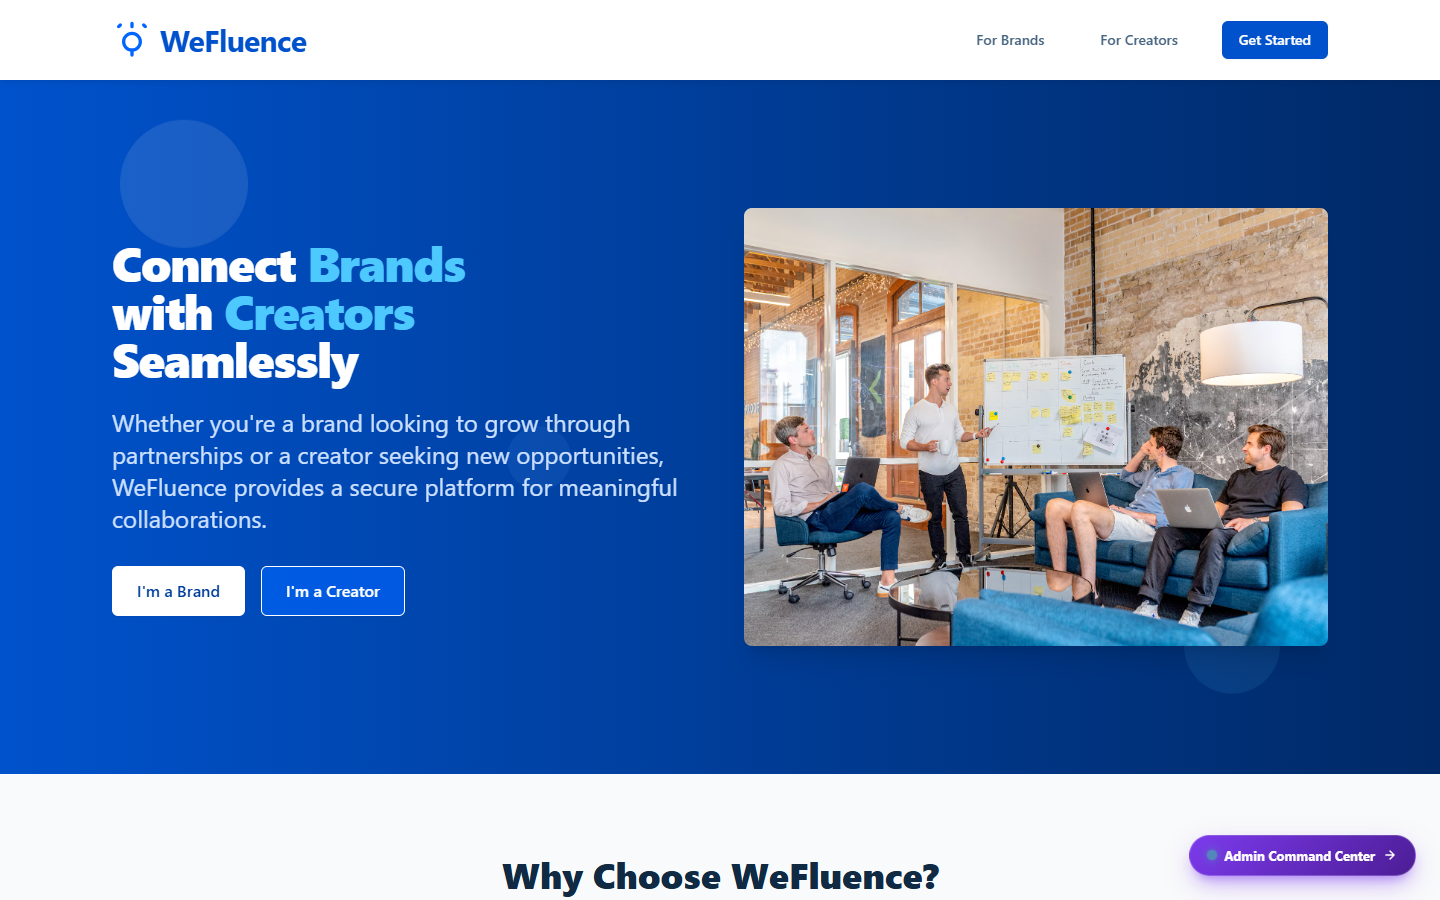 WeFluence
For Brands
For Creators
Get Started
Connect Brands
with Creators
Seamlessly
Whether you're a brand looking to grow through
partnerships or a creator seeking new opportunities,
WeFluence provides a secure platform for meaningful
collaborations.
I'm a Brand
I'm a Creator
Why Choose WeFluence?
Admin Command Center